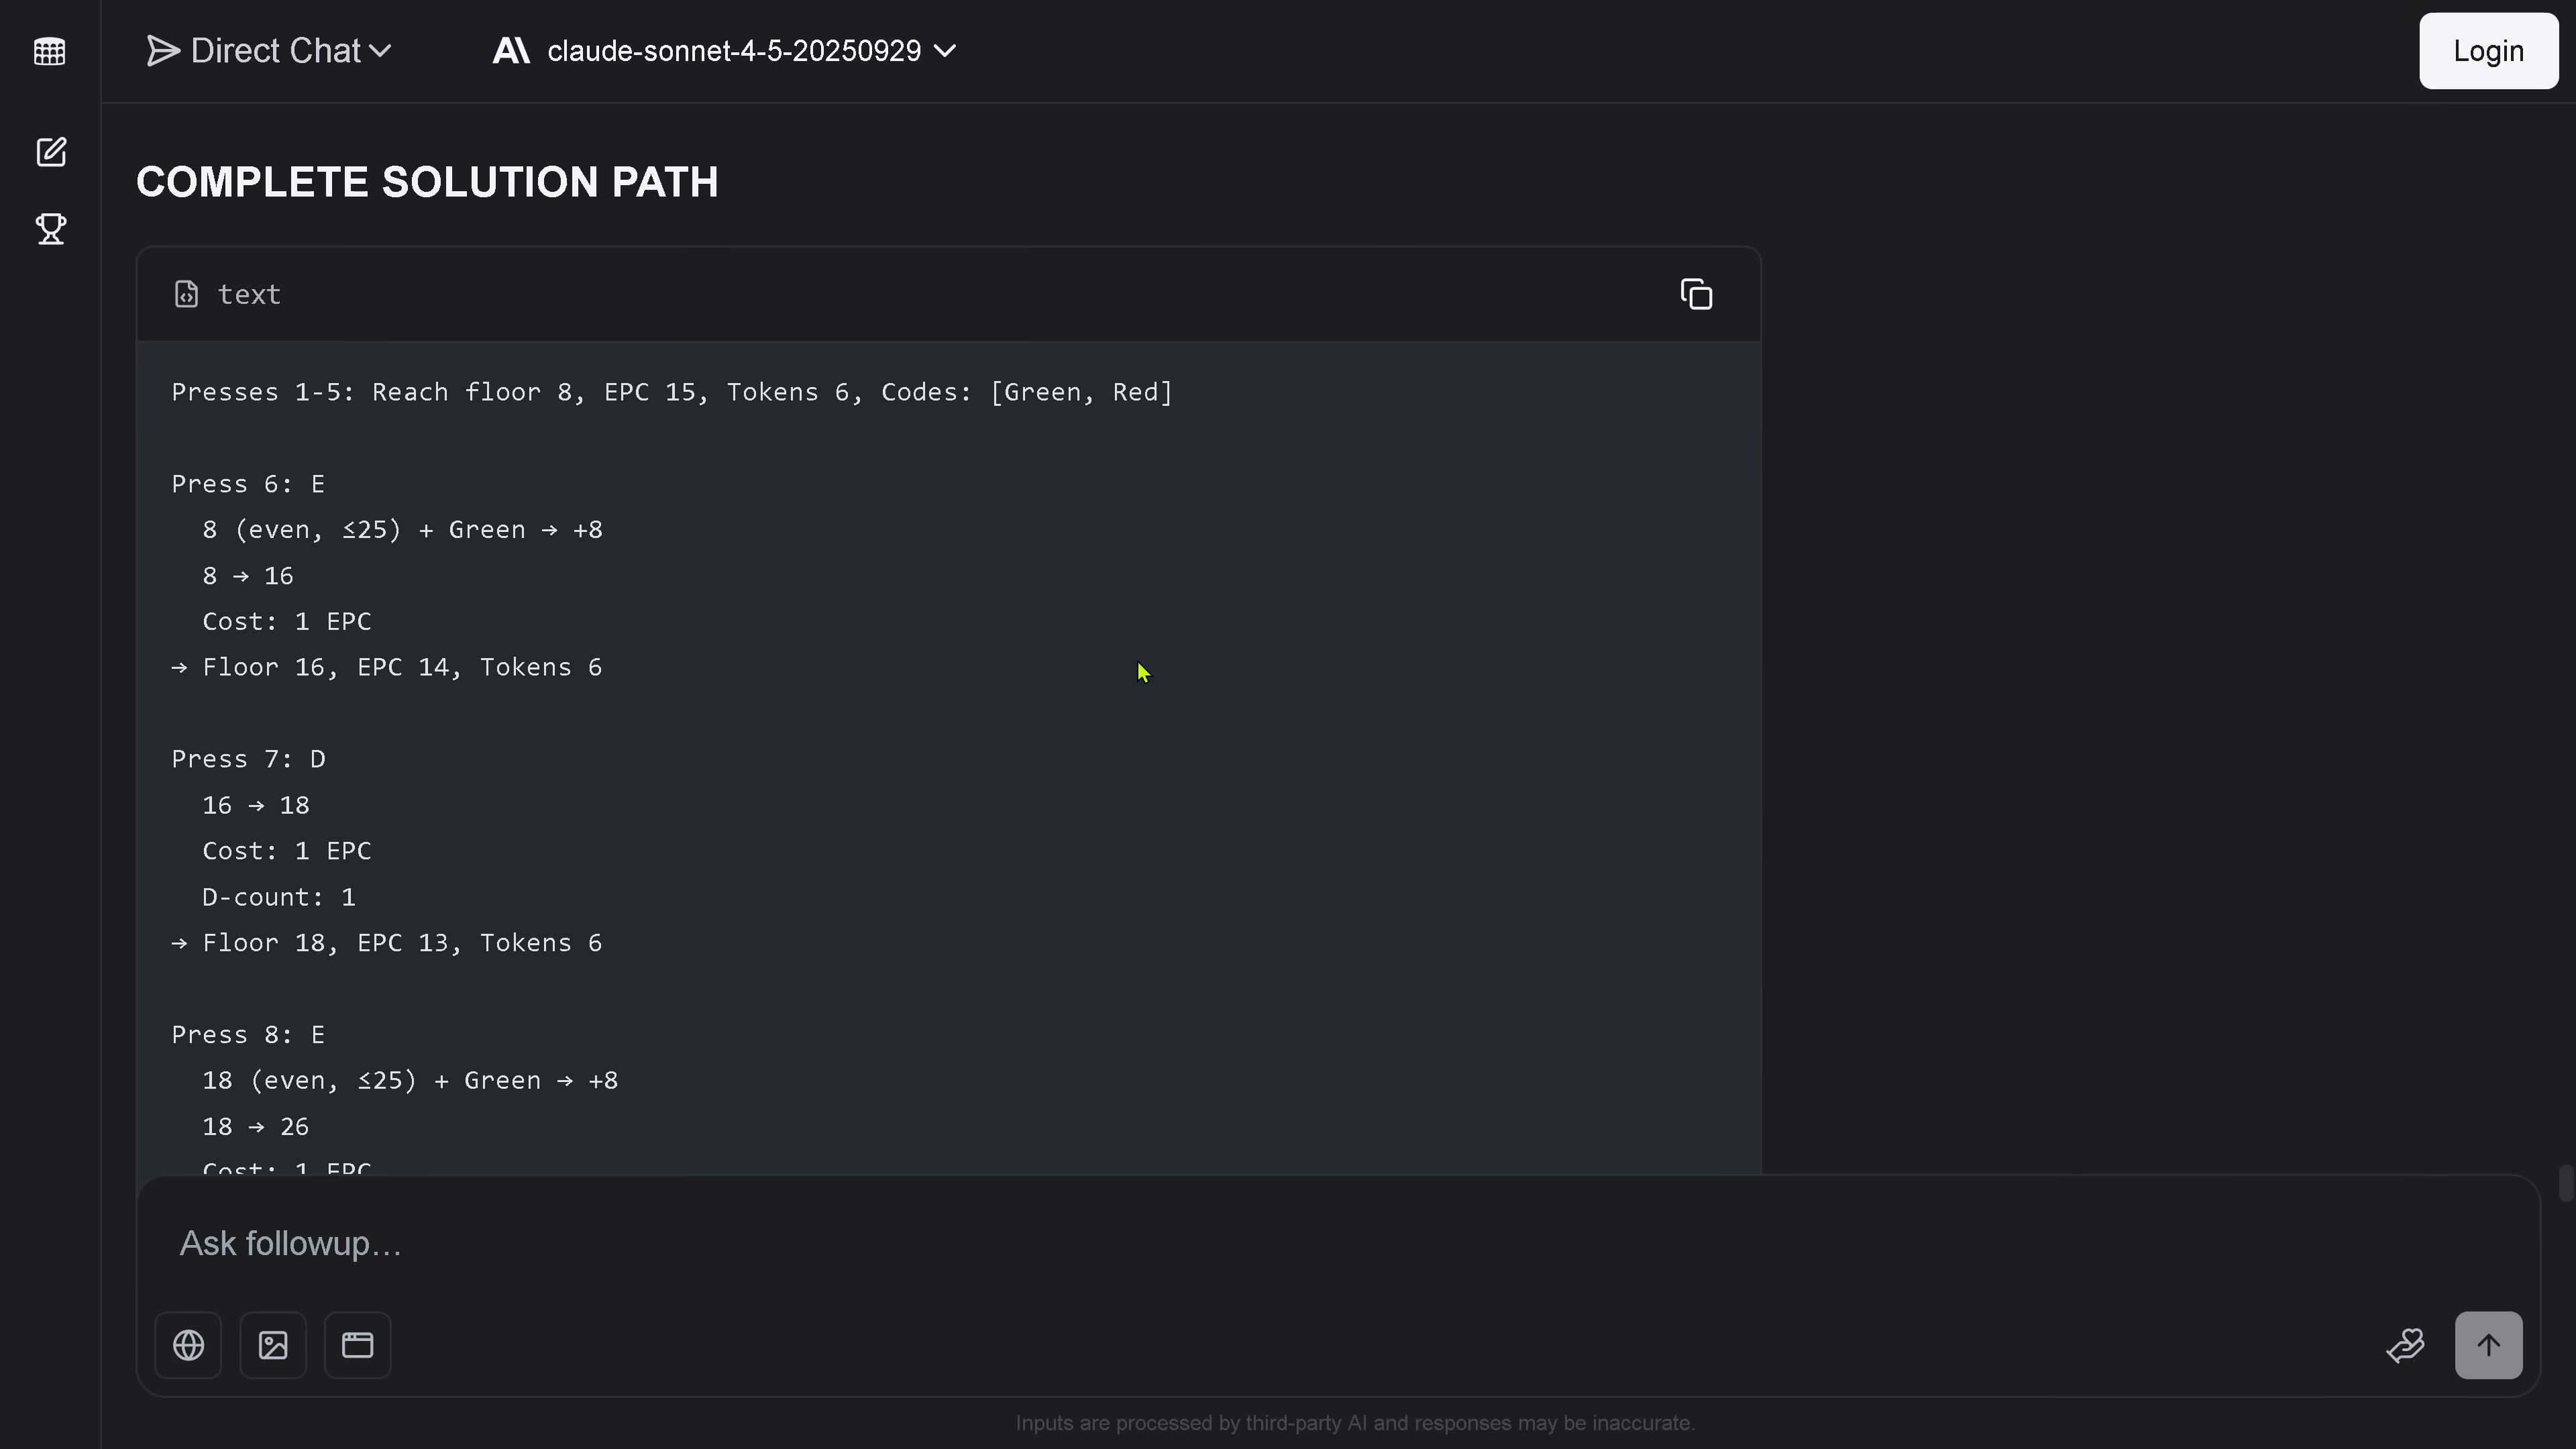 Direct Chat
claude-sonnet-4-5-20250929
Login
COMPLETE SOLUTION PATH
text
Presses 1-5: Reach floor 8, EPC 15, Tokens 6, Codes: [Green, Red]
Press 6: E
8 (even, ≤25) + Green → +8
8 → 16
Cost: 1 EPC
→ Floor 16, EPC 14, Tokens 6
Press 7: D
16 → 18
Cost: 1 EPC
D-count: 1
→ Floor 18, EPC 13, Tokens 6
Press 8: E
18 (even, ≤25) + Green → +8
18 → 26
Cost: 1 EPC
Ask followup...
Inputs are processed by third-party AI and responses may be inaccurate.